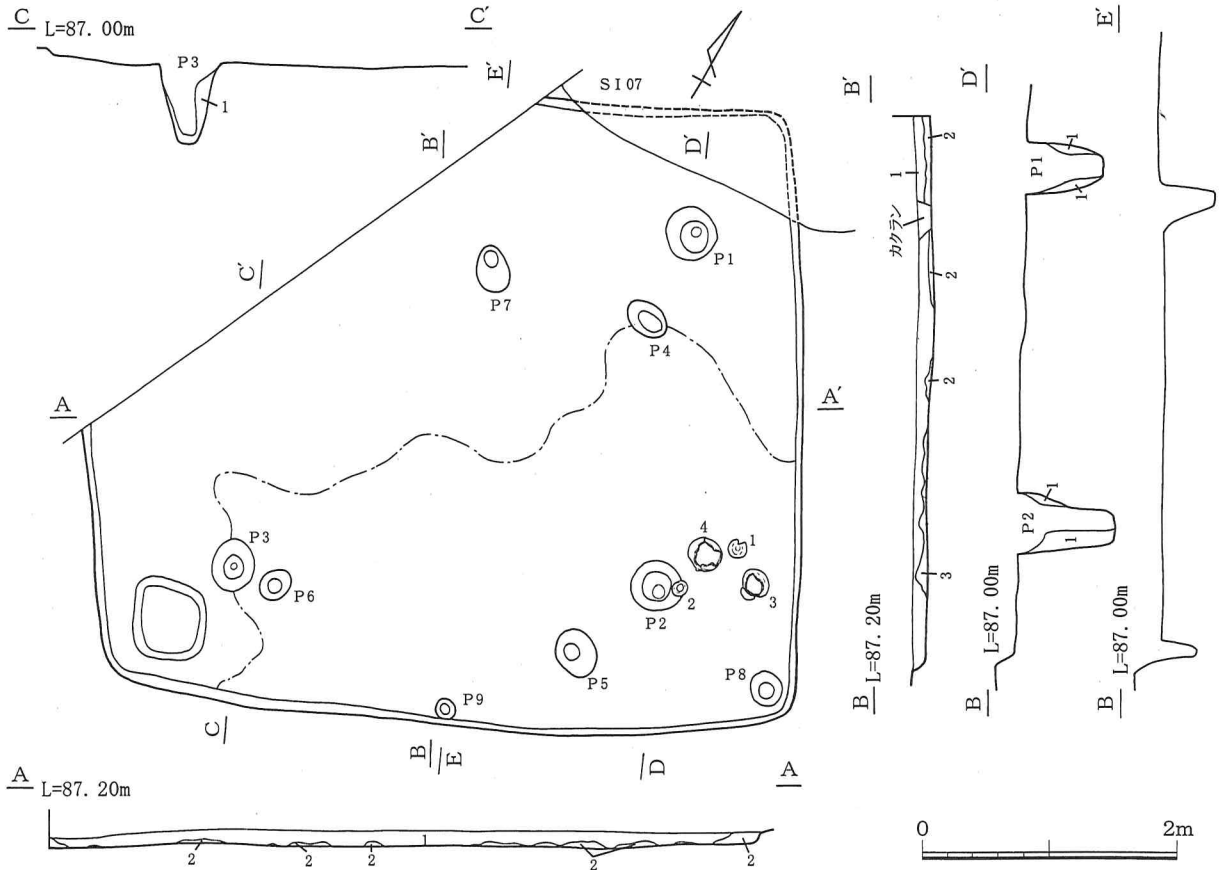 C L=87.00m
C′
P3
1
E′
SI07
B′
D′
C′
P1
P7
P4
A
A′
P3
P6
4
1
P2
2
3
P5
P8
P9
C
B
E
D
A L=87.20m
A
1
2
2
2
2
2
B′
2
1
カクラン
2
2
3
B L=87.20m
D′
1
P1
1
1
P2
1
B L=87.00m
E′
B L=87.00m
0
2m